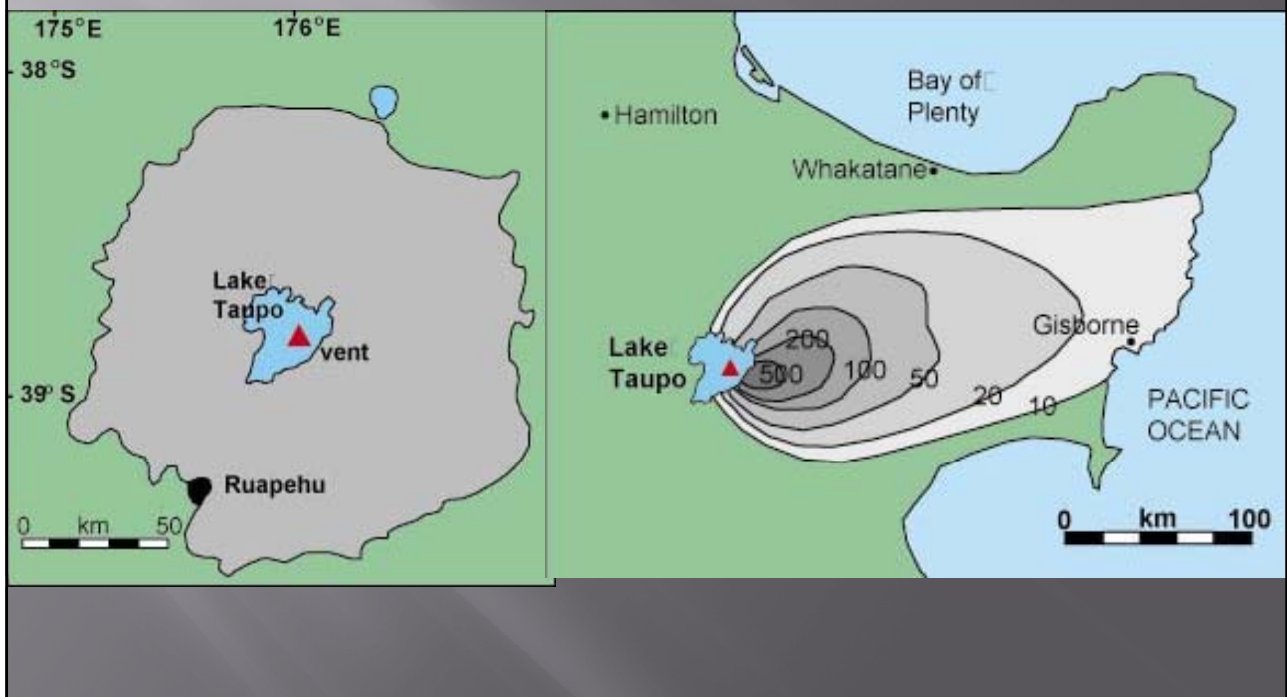 175°E
176°E
38°S
Lake
Taupo
vent
39°S
Ruapehu
0 km 50
Hamilton
Bay of
Plenty
Whakatane
Lake
Taupo
Gisborne
200
500
100
50
20
10
PACIFIC
OCEAN
0 km 100